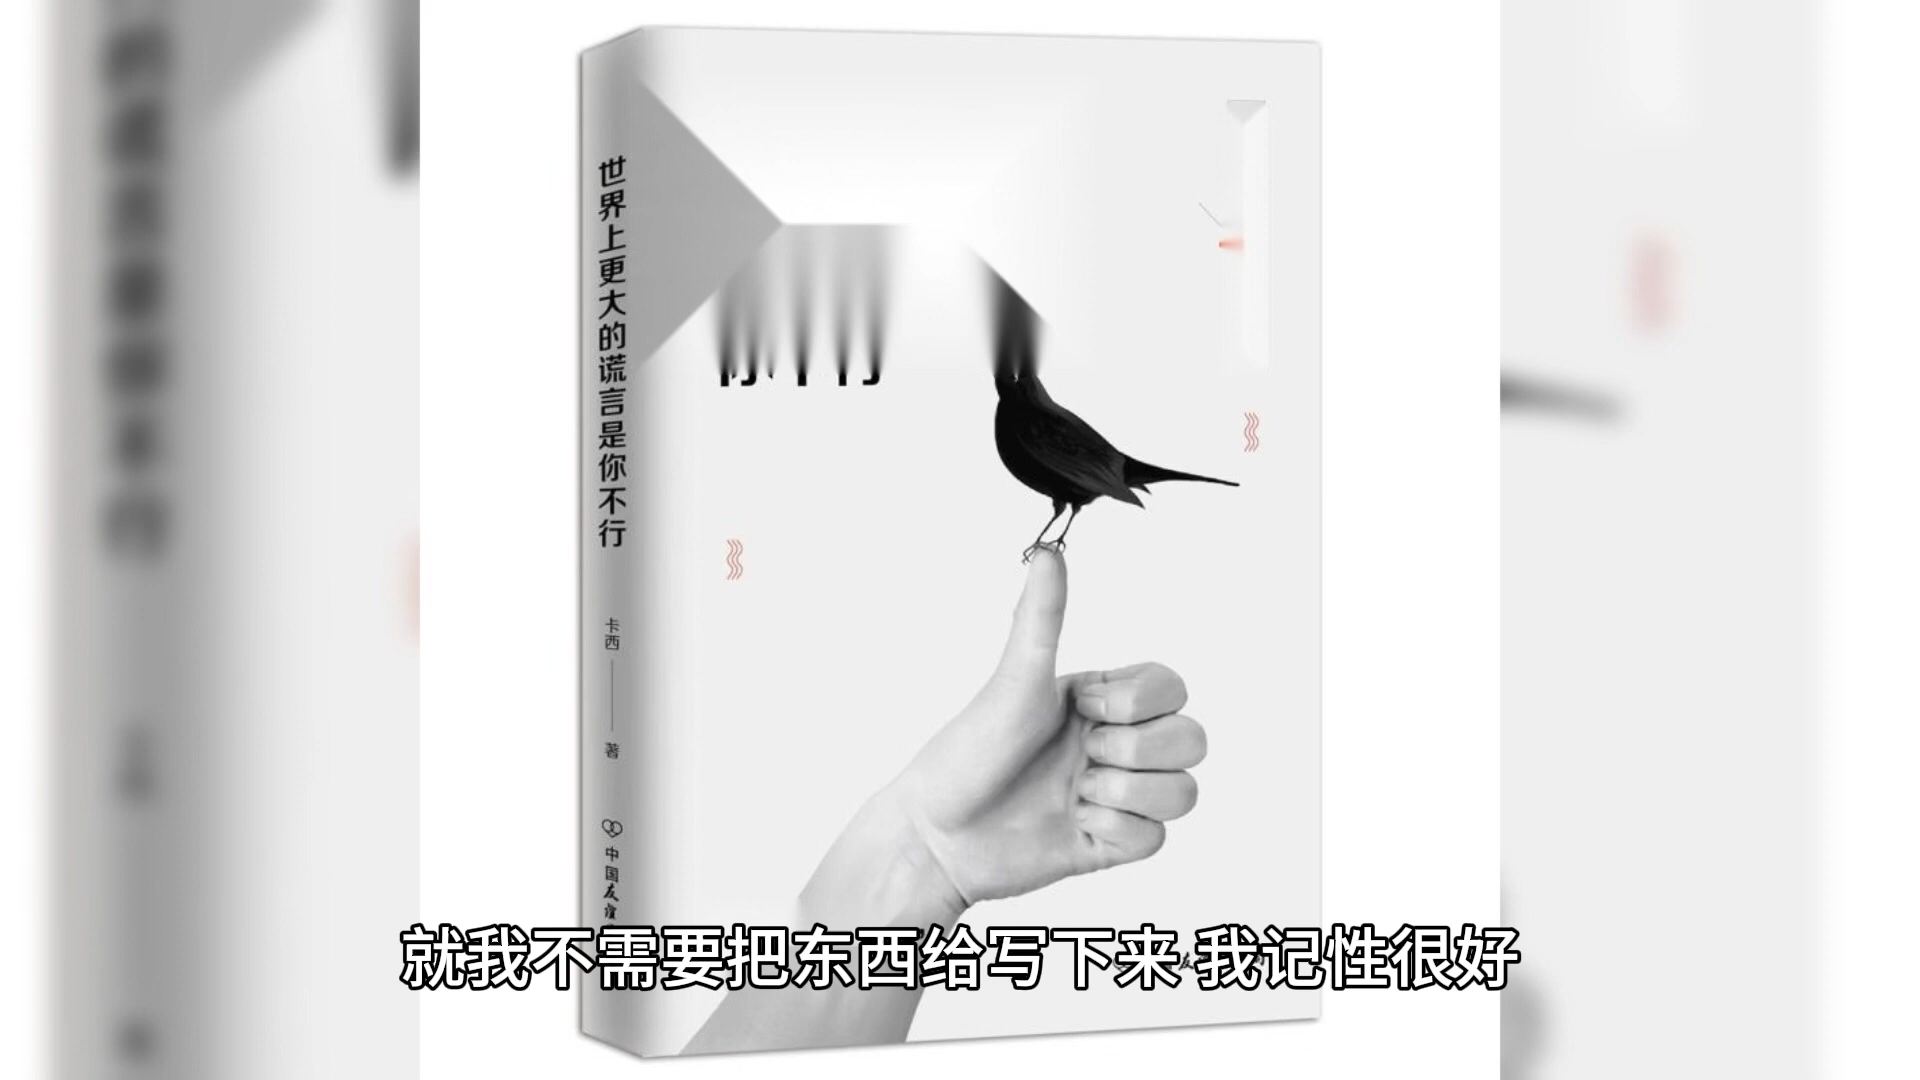 世界上更大的谎言是你不行
卡西
著
中国友谊
就我不需要把东西给写下来 我记性很好